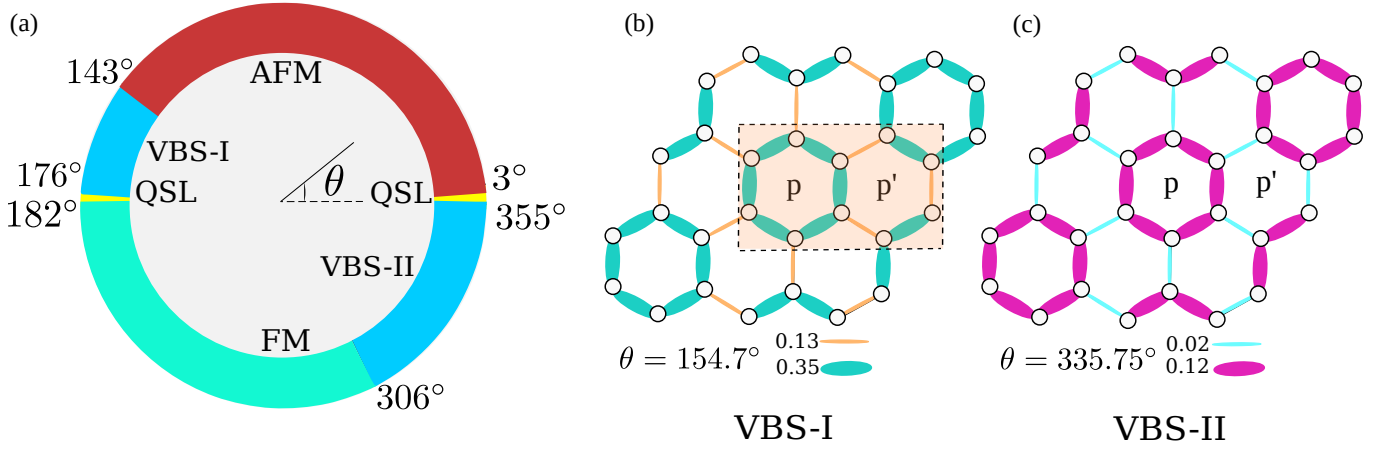 (a)
143°
AFM
VBS-I
176°
QSL
182°
θ
QSL
3°
355°
VBS-II
FM
306°
(b)
p
p'
θ = 154.7°
0.13
0.35
VBS-I
(c)
p
p'
θ = 335.75°
0.02
0.12
VBS-II